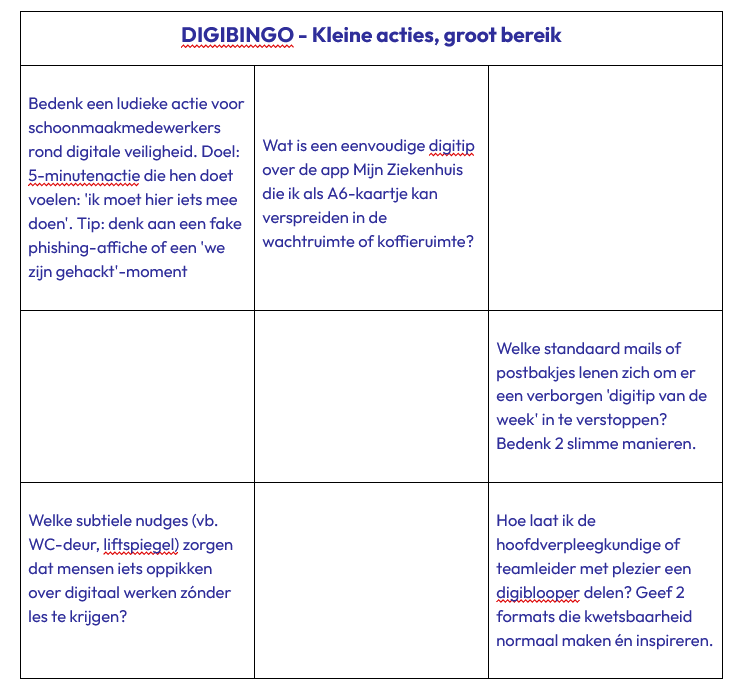 DIGIBINGO - Kleine acties, groot bereik
Bedenk een ludieke actie voor
schoonmaakmedewerkers
rond digitale veiligheid. Doel:
5-minutenactie die hen doet
voelen: 'ik moet hier iets mee
doen'. Tip: denk aan een fake
phishing-affiche of een 'we
zijn gehackt'-moment
Wat is een eenvoudige digitip
over de app Mijn Ziekenhuis
die ik als A6-kaartje kan
verspreiden in de
wachtruimte of koffieruimte?
Welke standaard mails of
postbakjes lenen zich om er
een verborgen 'digitip van de
week' in te verstoppen?
Bedenk 2 slimme manieren.
Welke subtiele nudges (vb.
WC-deur, liftspiegel) zorgen
dat mensen iets oppikken
over digitaal werken zónder
les te krijgen?
Hoe laat ik de
hoofdverpleegkundige of
teamleider met plezier een
digiblooper delen? Geef 2
formats die kwetsbaarheid
normaal maken én inspireren.